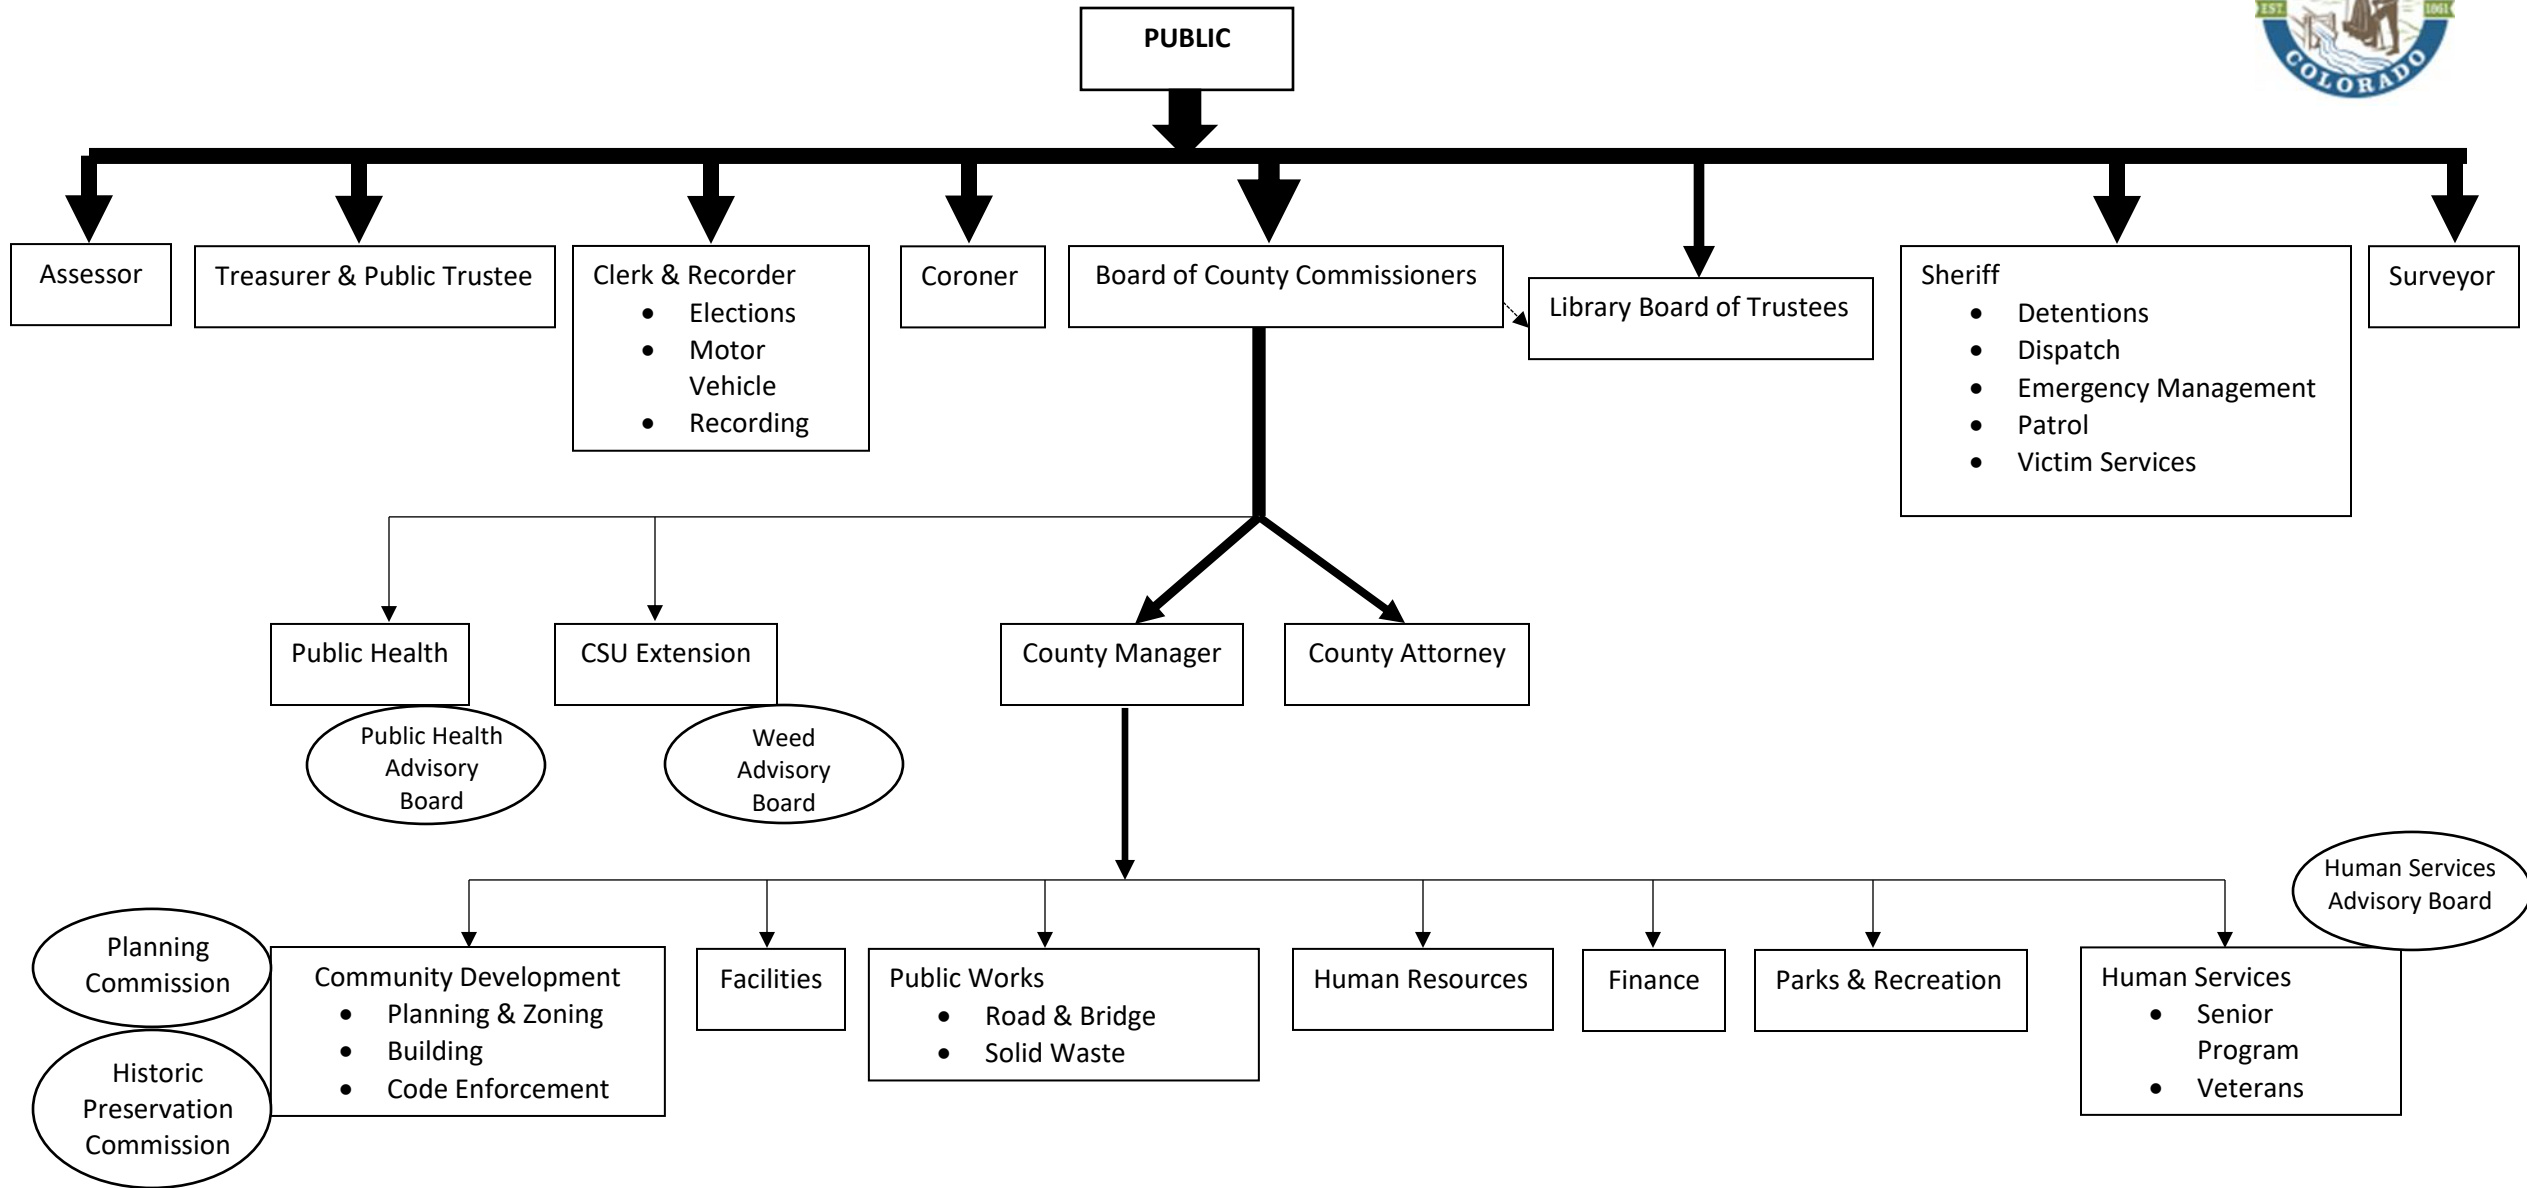 EST. 1861
COLORADO
PUBLIC
Assessor
Treasurer & Public Trustee
Clerk & Recorder
• Elections
• Motor
Vehicle
• Recording
Coroner
Board of County Commissioners
Library Board of Trustees
Sheriff
• Detentions
• Dispatch
• Emergency Management
• Patrol
• Victim Services
Surveyor
Public Health
CSU Extension
County Manager
County Attorney
Public Health
Advisory
Board
Weed
Advisory
Board
Human Services
Advisory Board
Planning
Commission
Historic
Preservation
Commission
Community Development
• Planning & Zoning
• Building
• Code Enforcement
Facilities
Public Works
• Road & Bridge
• Solid Waste
Human Resources
Finance
Parks & Recreation
Human Services
• Senior
Program
• Veterans